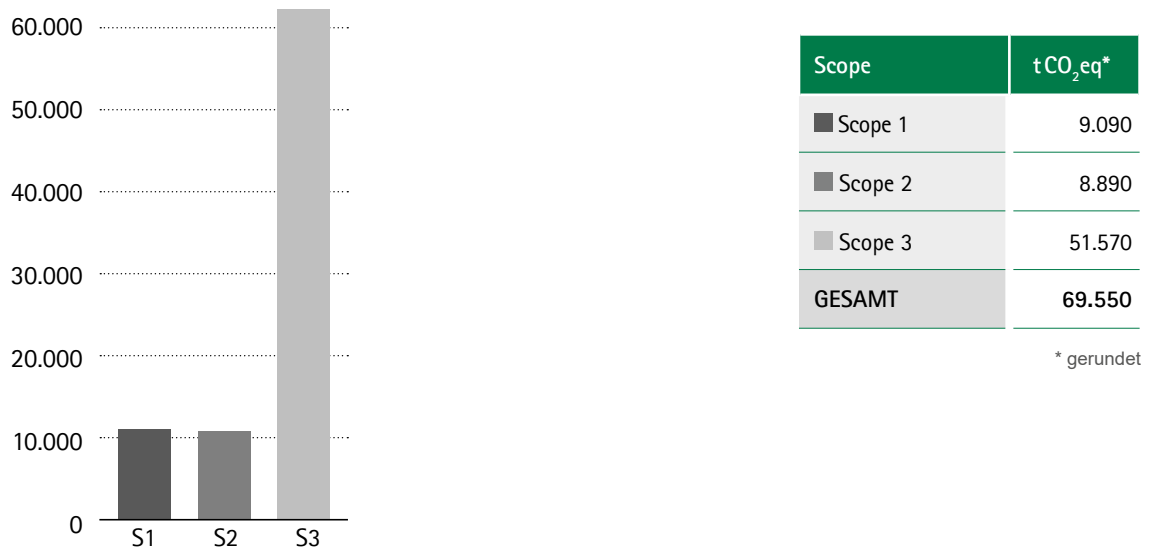 60.000
50.000
40.000
30.000
20.000
10.000
0
S1 S2 S3
Scope t CO₂eq*
Scope 1 9.090
Scope 2 8.890
Scope 3 51.570
GESAMT 69.550
* gerundet